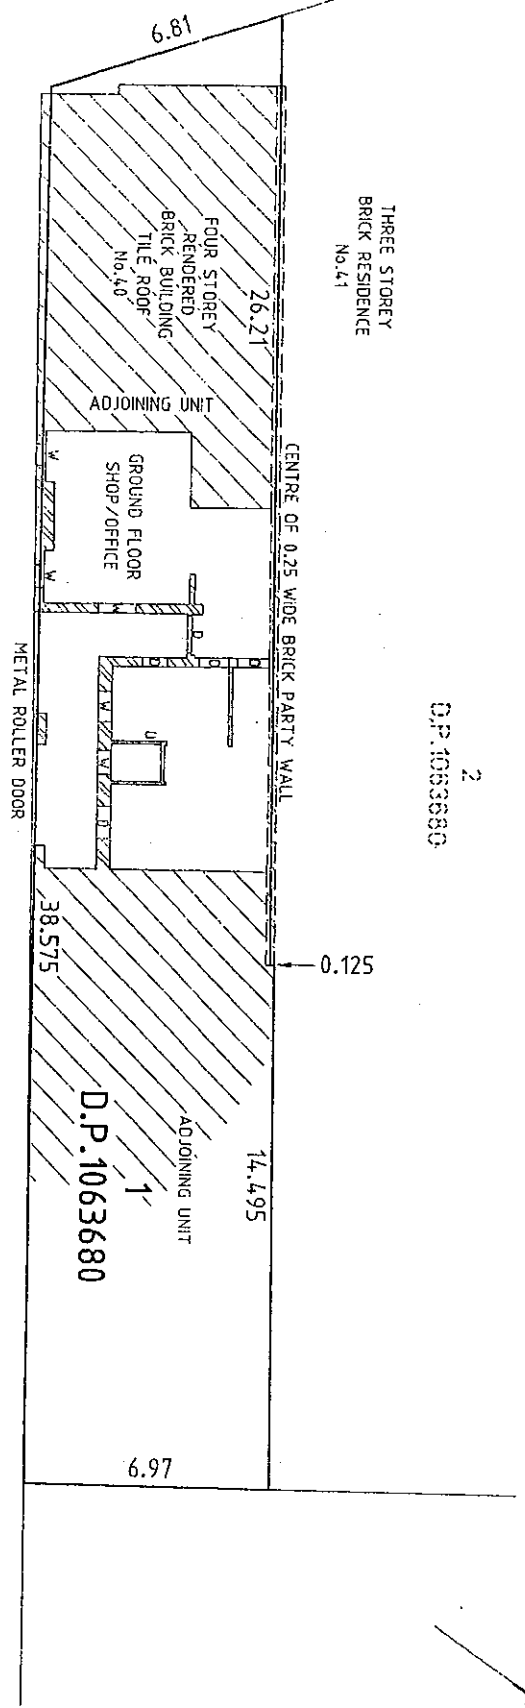 6.81
THREE STOREY
BRICK RESIDENCE
No.41
FOUR STOREY
RENDERED
BRICK BUILDING
TILE ROOF
No.40
26.21
ADJOINING UNIT
GROUND FLOOR
SHOP/OFFICE
W
W
W
CENTRE OF 0.25 WIDE BRICK PARTY WALL
2
D.P.1063680
D
D
D
D
W
W
D
METAL ROLLER DOOR
38.575
0.125
ADJOINING UNIT
1
D.P.1063680
14.495
6.97